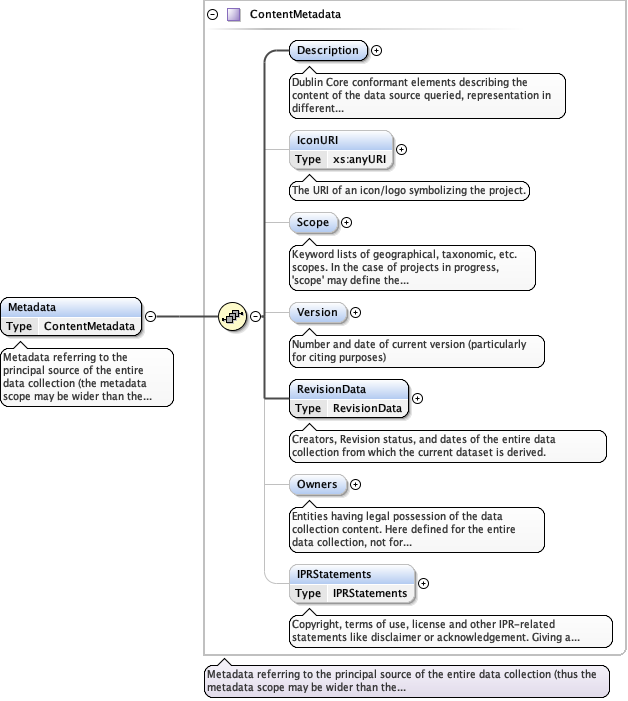 ContentMetadata
Description
Dublin Core conformant elements describing the
content of the data source queried, representation in
different...
IconURI
Type xs:anyURI
The URI of an icon/logo symbolizing the project.
Scope
Keyword lists of geographical, taxonomic, etc.
scopes. In the case of projects in progress,
'scope' may define the...
Metadata
Type ContentMetadata
Metadata referring to the
principal source of the entire
data collection (the metadata
scope may be wider than the...
Version
Number and date of current version (particularly
for citing purposes)
RevisionData
Type RevisionData
Creators, Revision status, and dates of the entire data
collection from which the current dataset is derived.
Owners
Entities having legal possession of the data
collection content. Here defined for the entire
data collection, not for...
IPRStatements
Type IPRStatements
Copyright, terms of use, license and other IPR-related
statements like disclaimer or acknowledgement. Giving a...
Metadata referring to the principal source of the entire data collection (thus the
metadata scope may be wider than the...